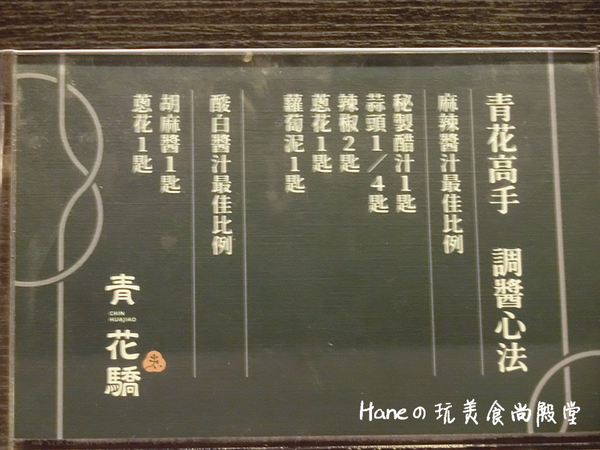 青花高手 調醬心法
麻辣醬汁最佳比例
秘製醋汁1匙
蒜頭1/4匙
辣椒2匙
蔥花1匙
蘿蔔泥1匙
酸白醬汁最佳比例
胡麻醬1匙
蔥花1匙
青花驕
CHIN
HUAJIAO
Haneの玩美食尚殿堂